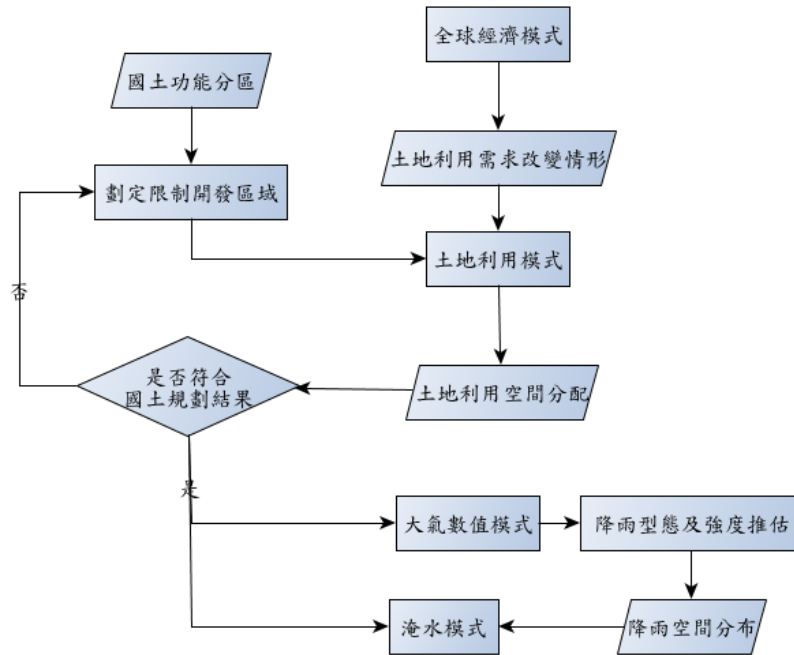 全球經濟模式
國土功能分區
土地利用需求改變情形
劃定限制開發區域
土地利用模式
否
是否符合
國土規劃結果
土地利用空間分配
是
大氣數值模式
降雨型態及強度推估
淹水模式
降雨空間分布